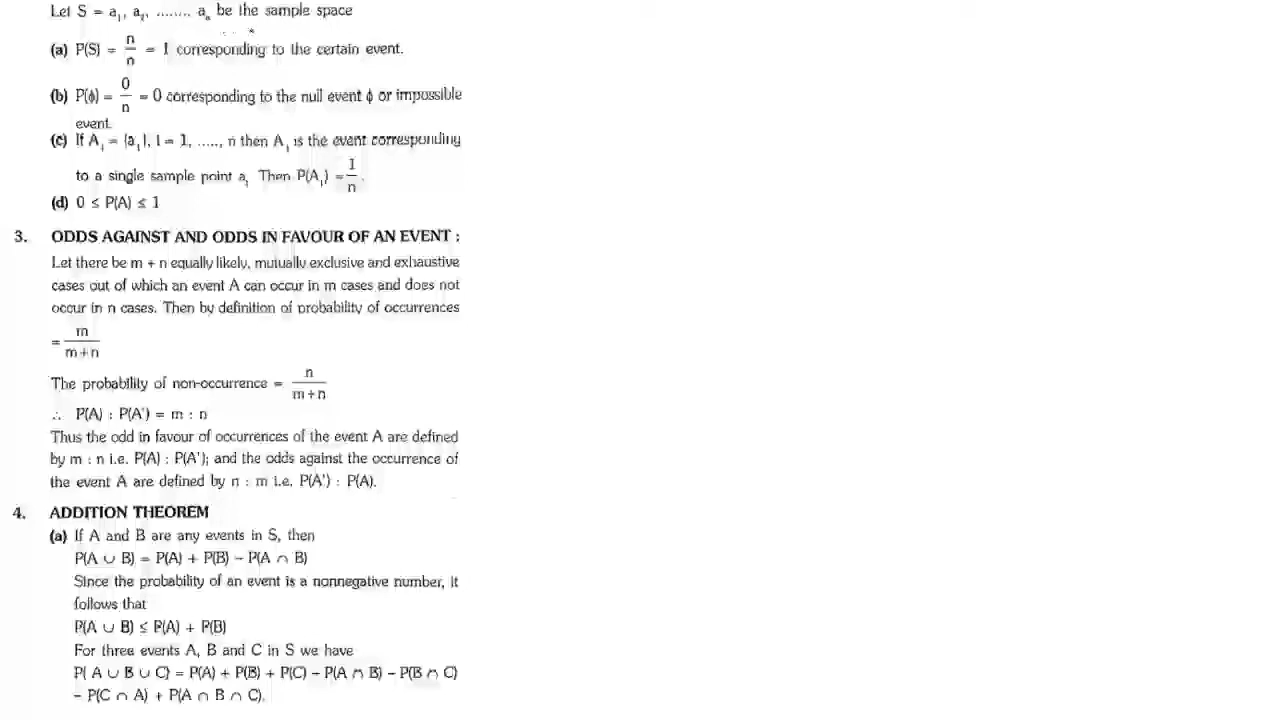 Let S = a₁, a₂, ........ aₙ be the sample space
(a) P(S) = n/n = 1 corresponding to the certain event.
(b) P(ϕ) = 0/n = 0 corresponding to the null event ϕ or impossible
event.
(c) If Aᵢ = {aᵢ}, i = 1, ....., n then Aᵢ is the event corresponding
to a single sample point aᵢ. Then P(Aᵢ) = 1/n.
(d) 0 ≤ P(A) ≤ 1
3. ODDS AGAINST AND ODDS IN FAVOUR OF AN EVENT :
Let there be m + n equally likely, mutually exclusive and exhaustive
cases out of which an event A can occur in m cases and does not
occur in n cases. Then by definition of probability of occurrences
= m/(m+n)
The probability of non-occurrence = n/(m+n)
∴ P(A) : P(A') = m : n
Thus the odd in favour of occurrences of the event A are defined
by m : n i.e. P(A) : P(A'); and the odds against the occurrence of
the event A are defined by n : m i.e. P(A') : P(A).
4. ADDITION THEOREM
(a) If A and B are any events in S, then
P(A ∪ B) = P(A) + P(B) − P(A ∩ B)
Since the probability of an event is a nonnegative number, it
follows that
P(A ∪ B) ≤ P(A) + P(B)
For three events A, B and C in S we have
P( A ∪ B ∪ C) = P(A) + P(B) + P(C) − P(A ∩ B) − P(B ∩ C)
− P(C ∩ A) + P(A ∩ B ∩ C).